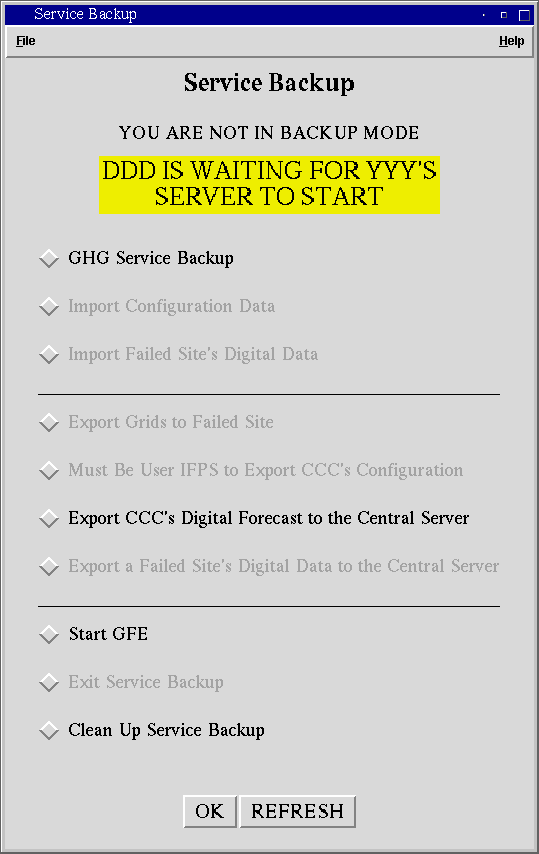 Service Backup
File
Help
Service Backup
YOU ARE NOT IN BACKUP MODE
DDD IS WAITING FOR YYY'S
SERVER TO START
GHG Service Backup
Import Configuration Data
Import Failed Site's Digital Data
Export Grids to Failed Site
Must Be User IFPS to Export CCC's Configuration
Export CCC's Digital Forecast to the Central Server
Export a Failed Site's Digital Data to the Central Server
Start GFE
Exit Service Backup
Clean Up Service Backup
OK
REFRESH